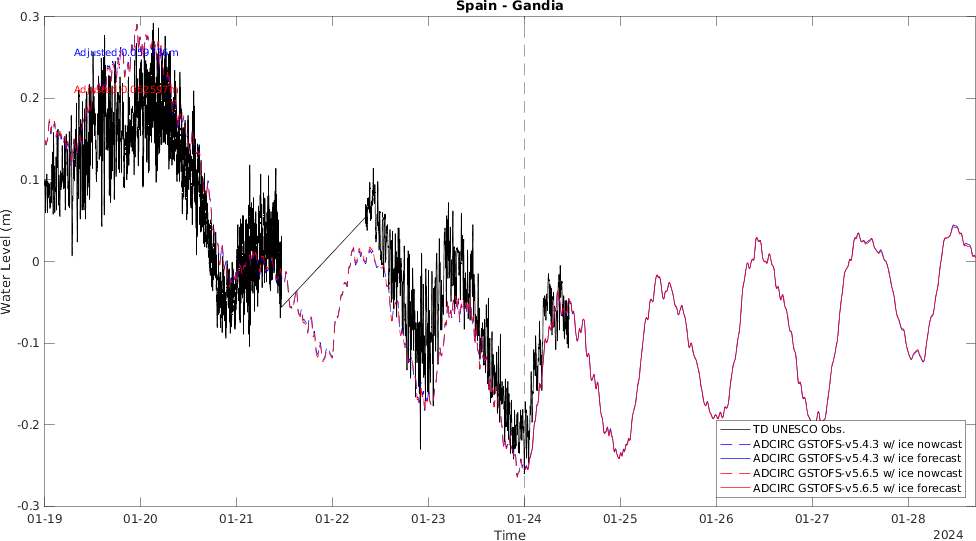 Spain - Gandia
0.3
0.2
0.1
0
-0.1
-0.2
-0.3
Water Level (m)
01-19
01-20
01-21
01-22
01-23
01-24
01-25
01-26
01-27
01-28
Time
2024
Adjusted
Adjusted
TD UNESCO Obs.
ADCIRC GSTOFS-v5.4.3 w/ ice nowcast
ADCIRC GSTOFS-v5.4.3 w/ ice forecast
ADCIRC GSTOFS-v5.6.5 w/ ice nowcast
ADCIRC GSTOFS-v5.6.5 w/ ice forecast